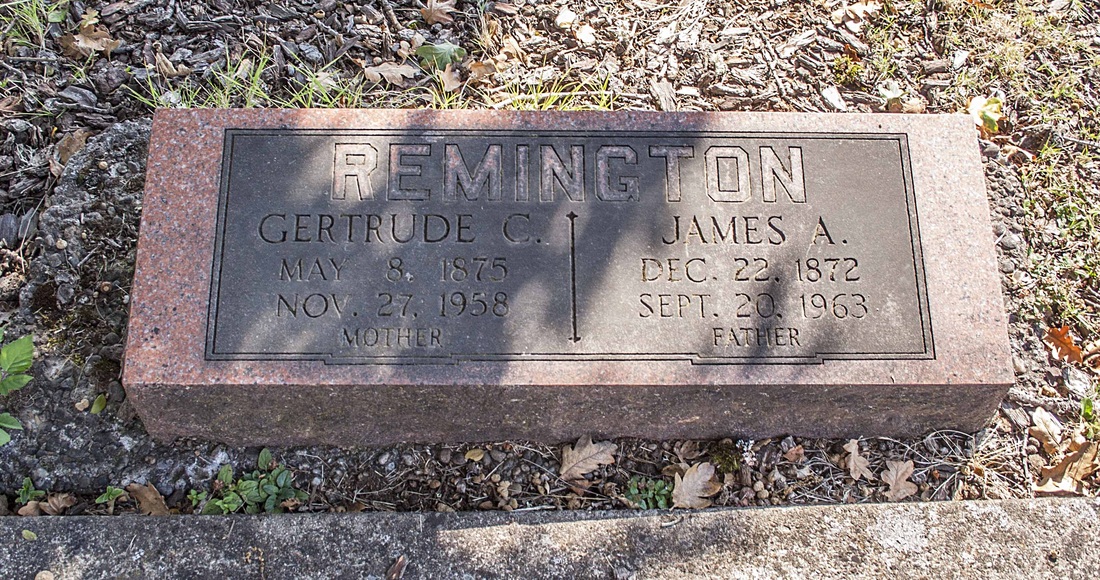 REMINGTON
GERTRUDE C.
MAY 8, 1875
NOV. 27, 1958
MOTHER
JAMES A.
DEC. 22, 1872
SEPT. 20, 1963
FATHER